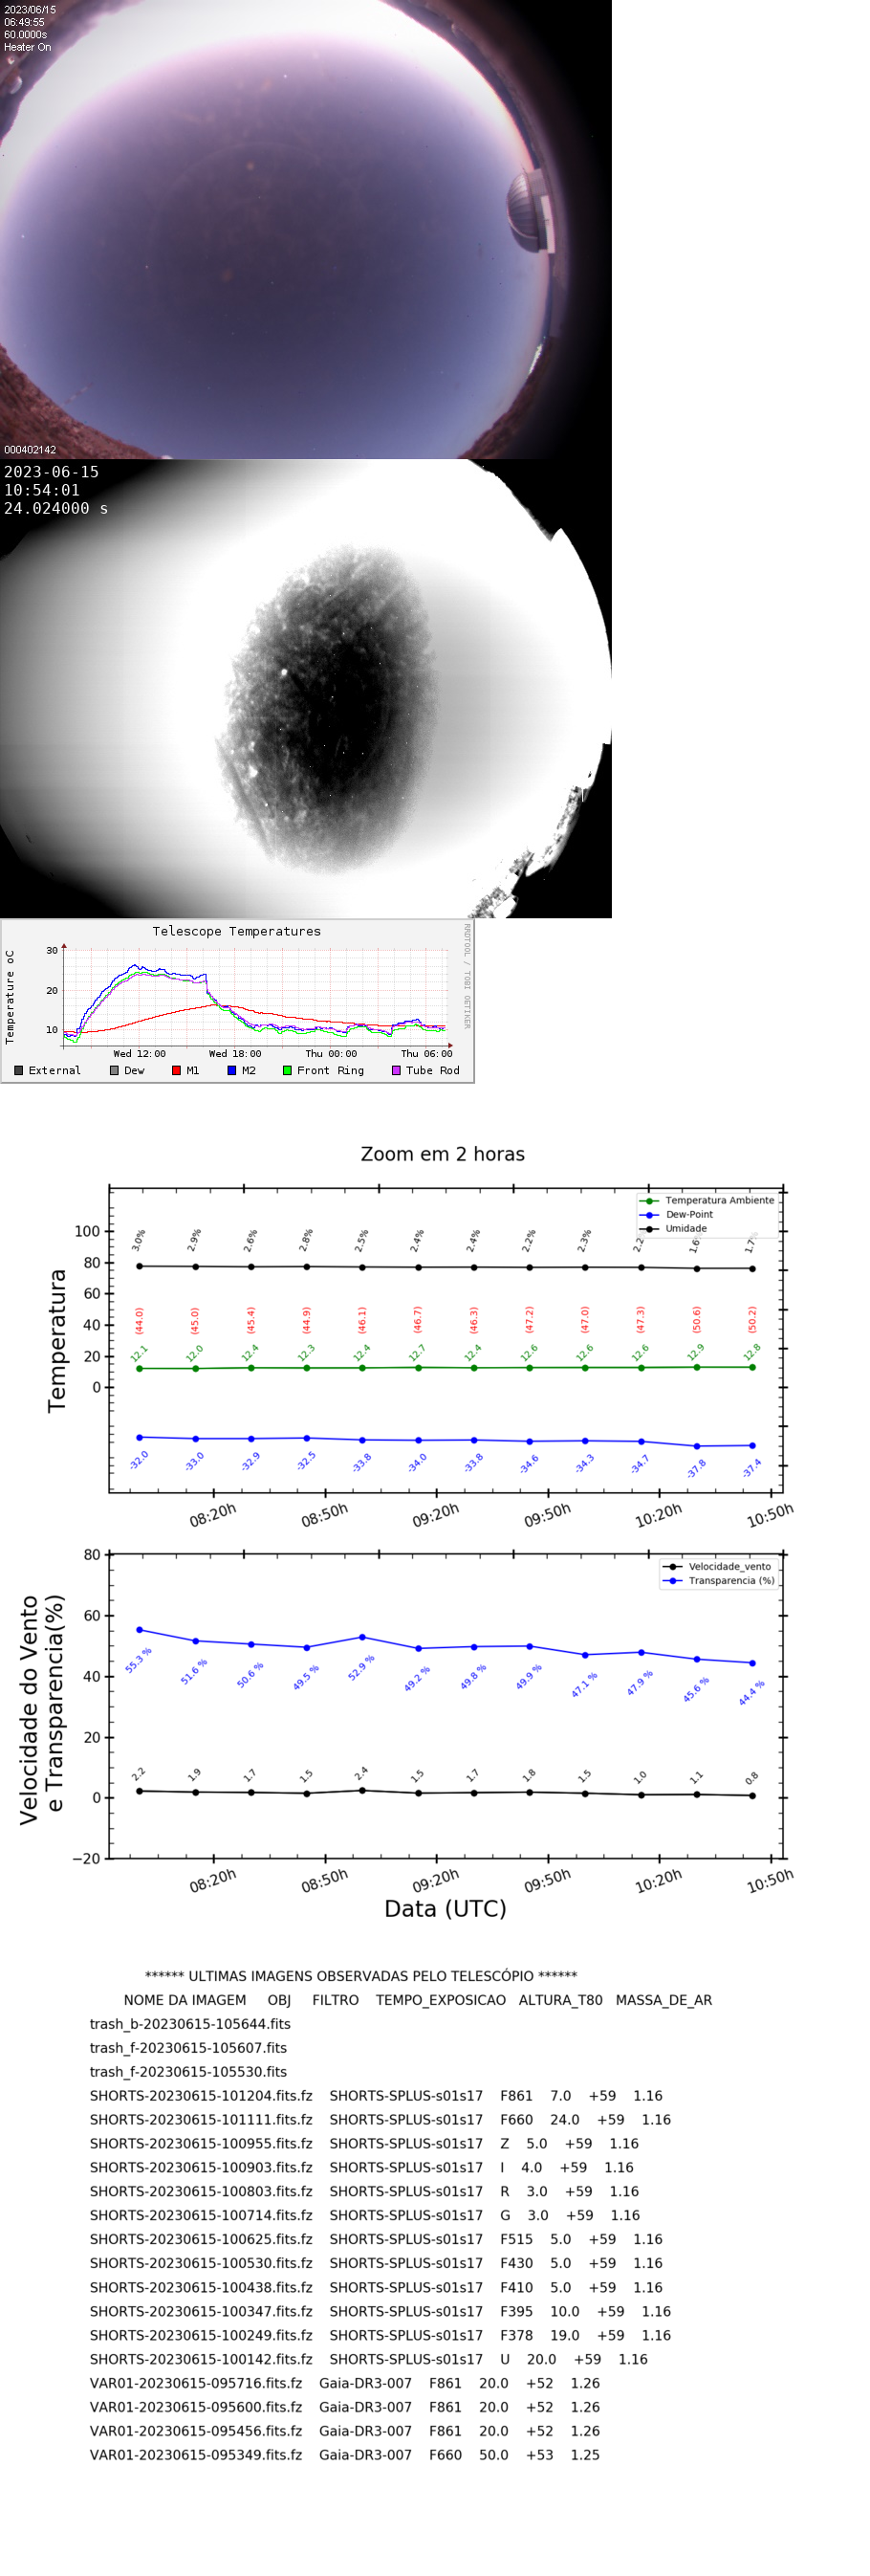 2023/06/15
06:49:55
60.0000s
Heater On
000402142
2023-06-15
10:54:01
24.024000 s
Telescope Temperatures
Temperature oC
RRDTOOL / TOBI OETIKER
30
20
10
Wed 12:00 Wed 18:00 Thu 00:00 Thu 06:00
External Dew M1 M2 Front Ring Tube Rod
Zoom em 2 horas
Temperatura
Temperatura Ambiente
Dew-Point
Umidade
100
80
60
40
20
0
3.0% 2.9% 2.6% 2.8% 2.5% 2.4% 2.4% 2.2% 2.3% 2.2 1.6 1.7%
(44.0) (45.0) (45.4) (44.9) (46.1) (46.7) (46.3) (47.2) (47.0) (47.3) (50.6) (50.2)
12.1 12.0 12.4 12.3 12.4 12.7 12.4 12.6 12.6 12.6 12.9 12.8
-32.0 -33.0 -32.9 -32.5 -33.8 -34.0 -33.8 -34.6 -34.3 -34.7 -37.8 -37.4
08:20h 08:50h 09:20h 09:50h 10:20h 10:50h
Velocidade do Vento
e Transparencia(%)
Velocidade_vento
Transparencia (%)
80
60
40
20
0
−20
55.3 % 51.6 % 50.6 % 49.5 % 52.9 % 49.2 % 49.8 % 49.9 % 47.1 % 47.9 % 45.6 % 44.4 %
2.2 1.9 1.7 1.5 2.4 1.5 1.7 1.8 1.5 1.0 1.1 0.8
08:20h 08:50h 09:20h 09:50h 10:20h 10:50h
Data (UTC)
****** ULTIMAS IMAGENS OBSERVADAS PELO TELESCÓPIO ******
NOME DA IMAGEM OBJ FILTRO TEMPO_EXPOSICAO ALTURA_T80 MASSA_DE_AR
trash_b-20230615-105644.fits
trash_f-20230615-105607.fits
trash_f-20230615-105530.fits
SHORTS-20230615-101204.fits.fz SHORTS-SPLUS-s01s17 F861 7.0 +59 1.16
SHORTS-20230615-101111.fits.fz SHORTS-SPLUS-s01s17 F660 24.0 +59 1.16
SHORTS-20230615-100955.fits.fz SHORTS-SPLUS-s01s17 Z 5.0 +59 1.16
SHORTS-20230615-100903.fits.fz SHORTS-SPLUS-s01s17 I 4.0 +59 1.16
SHORTS-20230615-100803.fits.fz SHORTS-SPLUS-s01s17 R 3.0 +59 1.16
SHORTS-20230615-100714.fits.fz SHORTS-SPLUS-s01s17 G 3.0 +59 1.16
SHORTS-20230615-100625.fits.fz SHORTS-SPLUS-s01s17 F515 5.0 +59 1.16
SHORTS-20230615-100530.fits.fz SHORTS-SPLUS-s01s17 F430 5.0 +59 1.16
SHORTS-20230615-100438.fits.fz SHORTS-SPLUS-s01s17 F410 5.0 +59 1.16
SHORTS-20230615-100347.fits.fz SHORTS-SPLUS-s01s17 F395 10.0 +59 1.16
SHORTS-20230615-100249.fits.fz SHORTS-SPLUS-s01s17 F378 19.0 +59 1.16
SHORTS-20230615-100142.fits.fz SHORTS-SPLUS-s01s17 U 20.0 +59 1.16
VAR01-20230615-095716.fits.fz Gaia-DR3-007 F861 20.0 +52 1.26
VAR01-20230615-095600.fits.fz Gaia-DR3-007 F861 20.0 +52 1.26
VAR01-20230615-095456.fits.fz Gaia-DR3-007 F861 20.0 +52 1.26
VAR01-20230615-095349.fits.fz Gaia-DR3-007 F660 50.0 +53 1.25